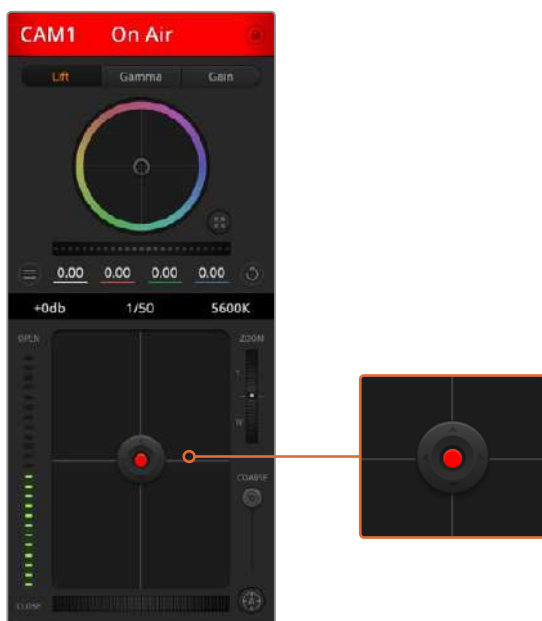 CAM1 On Air
Lift Gamma Gain
0.00 0.00 0.00 0.00
+0db 1/50 5600K
OPEN ZOOM
T
W
COARSE
CLOSE